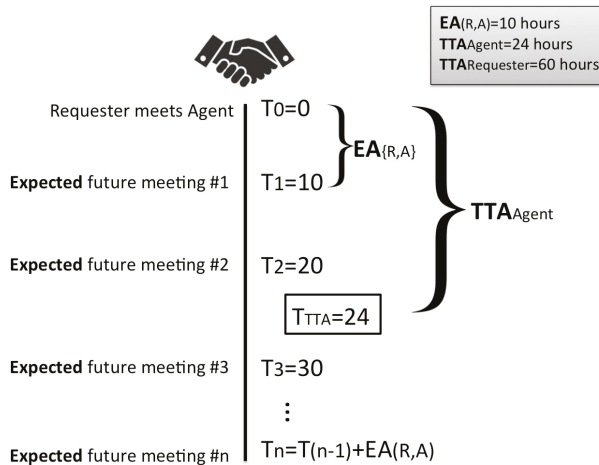 EA(R,A)=10 hours
TTAAgent=24 hours
TTARequester=60 hours
Requester meets Agent T0=0
EA{R,A}
Expected future meeting #1 T1=10
TTAAgent
Expected future meeting #2 T2=20
TTTA=24
Expected future meeting #3 T3=30
⋮
Expected future meeting #n Tn=T(n-1)+EA(R,A)